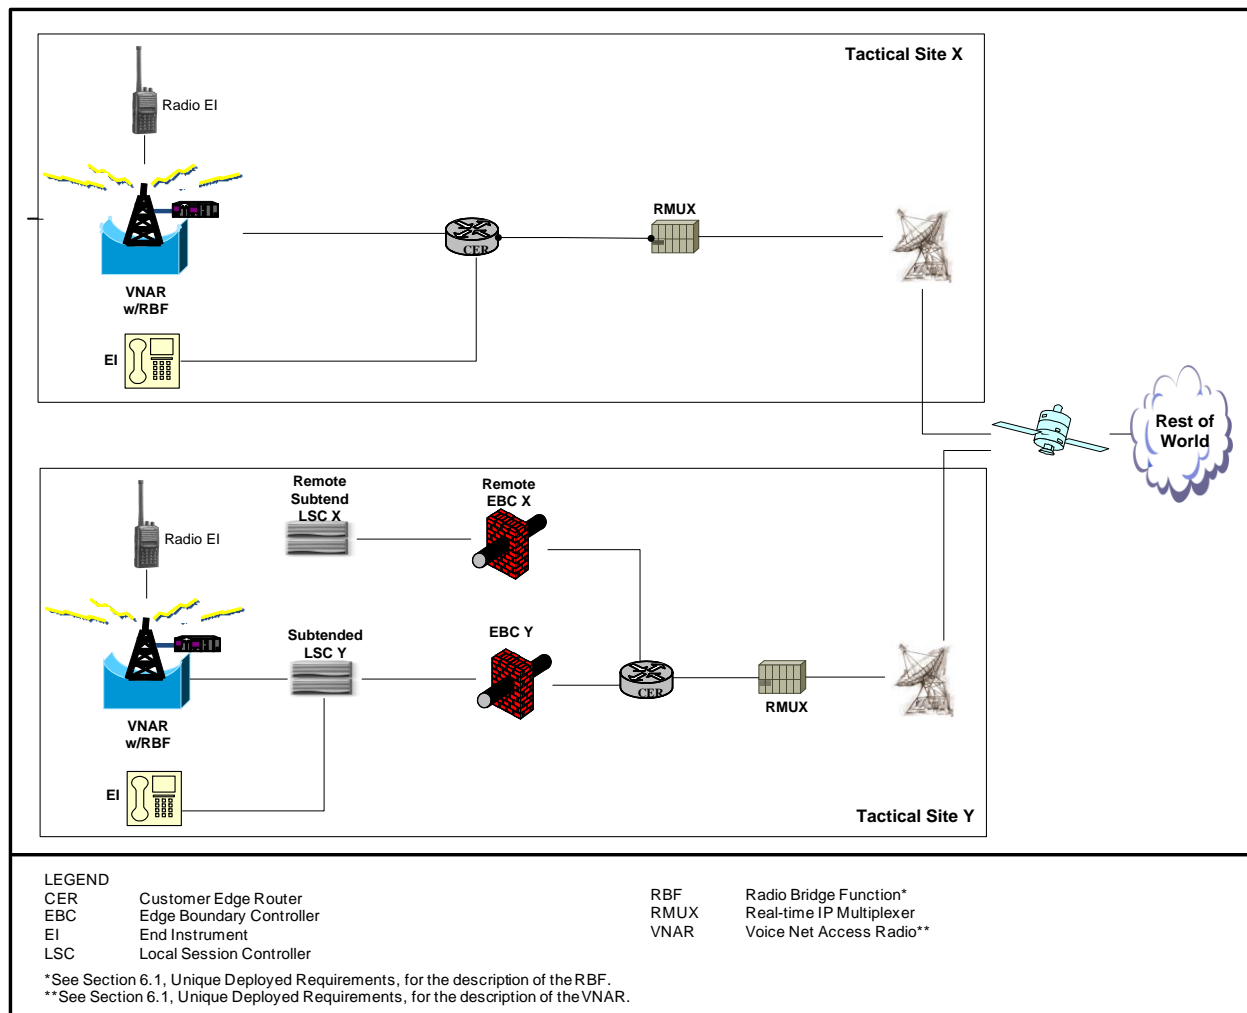 Tactical Site X
Radio EI
RMUX
CER
VNAR
w/RBF
EI
Rest of
World
Remote
Subtend
LSC X
Remote
EBC X
Radio EI
Subtended
LSC Y
EBC Y
CER
RMUX
VNAR
w/RBF
EI
Tactical Site Y
LEGEND
CER Customer Edge Router
EBC Edge Boundary Controller
EI End Instrument
LSC Local Session Controller
RBF Radio Bridge Function*
RMUX Real-time IP Multiplexer
VNAR Voice Net Access Radio**
*See Section 6.1, Unique Deployed Requirements, for the description of the RBF.
**See Section 6.1, Unique Deployed Requirements, for the description of the VNAR.